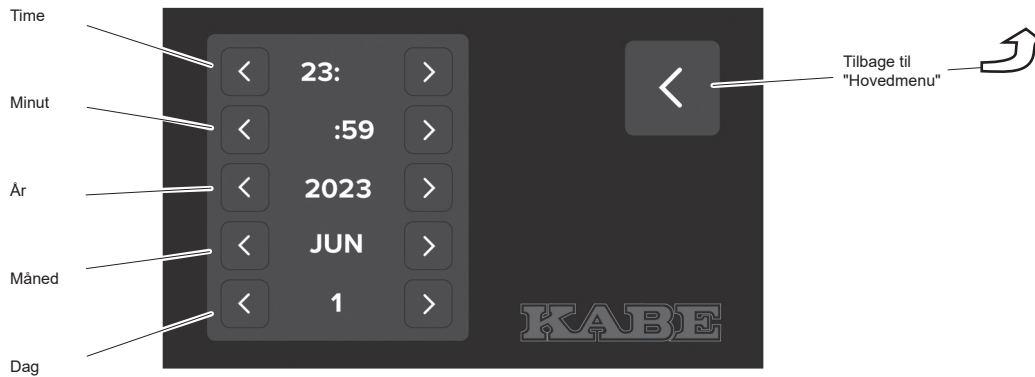 Time
23:
Minut
:59
År
2023
Måned
JUN
Dag
1
Tilbage til
"Hovedmenu"
KABE